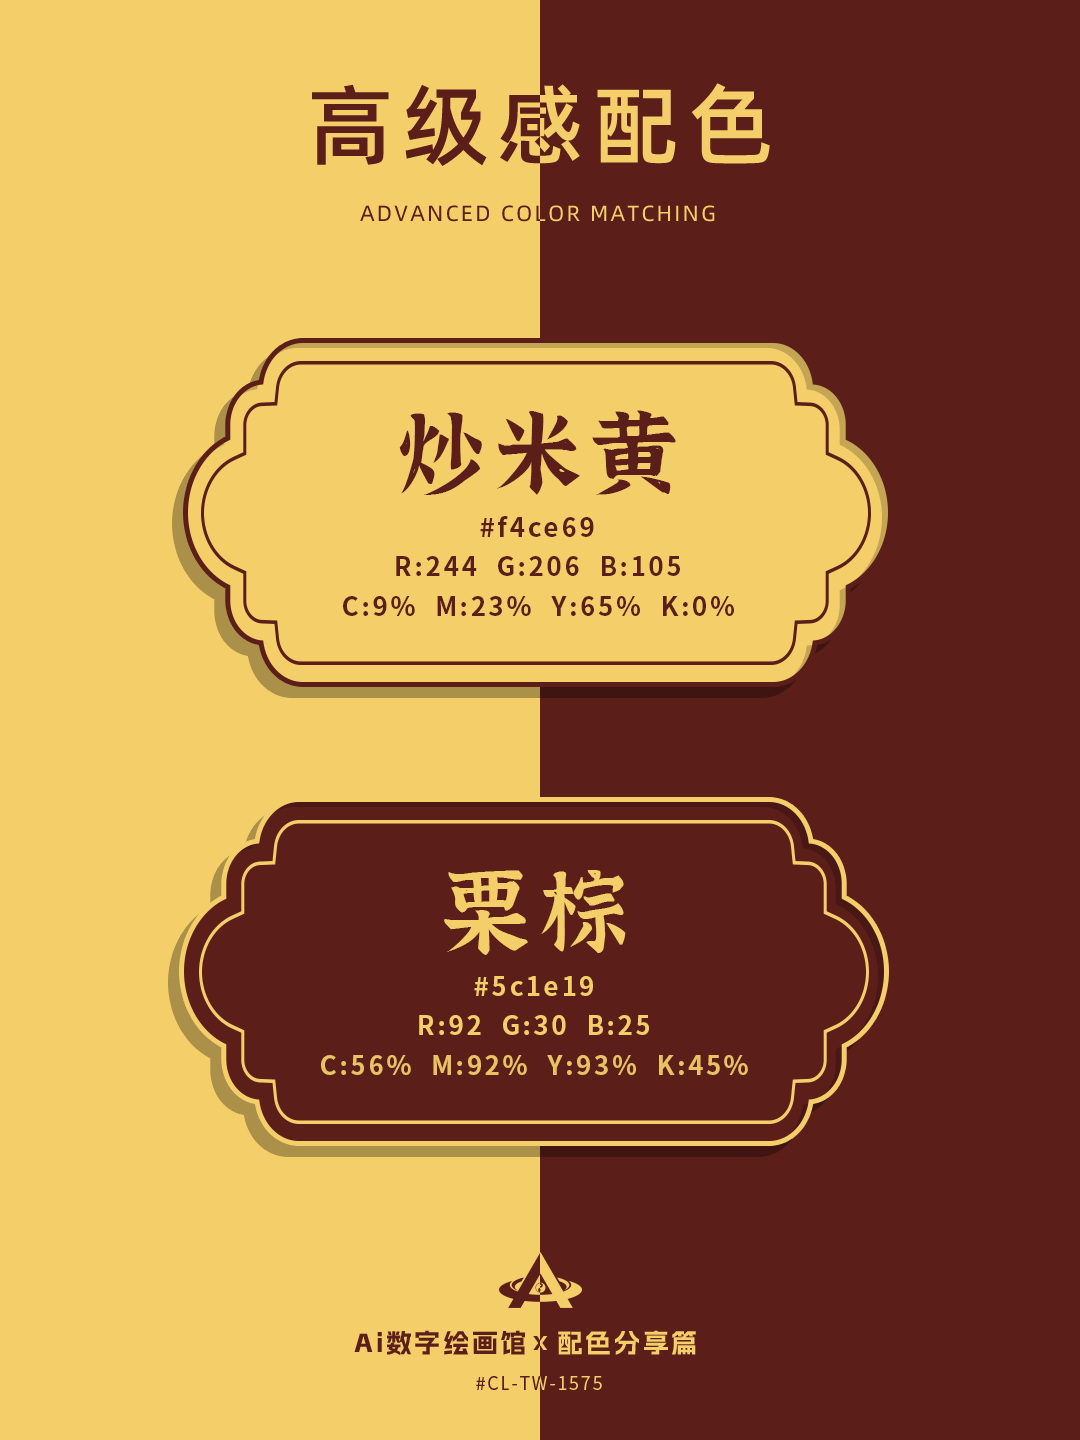 高级感配色
ADVANCED COLOR MATCHING
炒米黄
#f4ce69
R:244 G:206 B:105
C:9% M:23% Y:65% K:0%
栗棕
#5c1e19
R:92 G:30 B:25
C:56% M:92% Y:93% K:45%
Ai数字绘画馆 x 配色分享篇
#CL-TW-1575